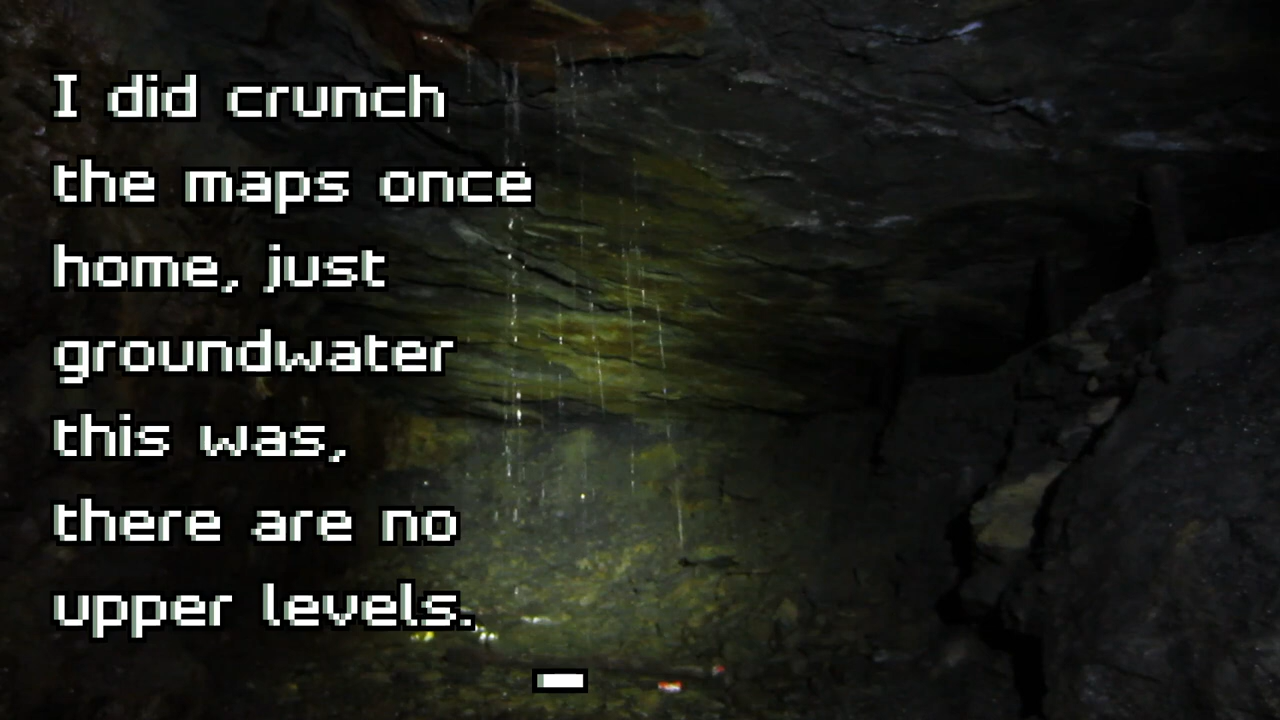 I did crunch
the maps once
home, just
groundwater
this was,
there are no
upper levels.